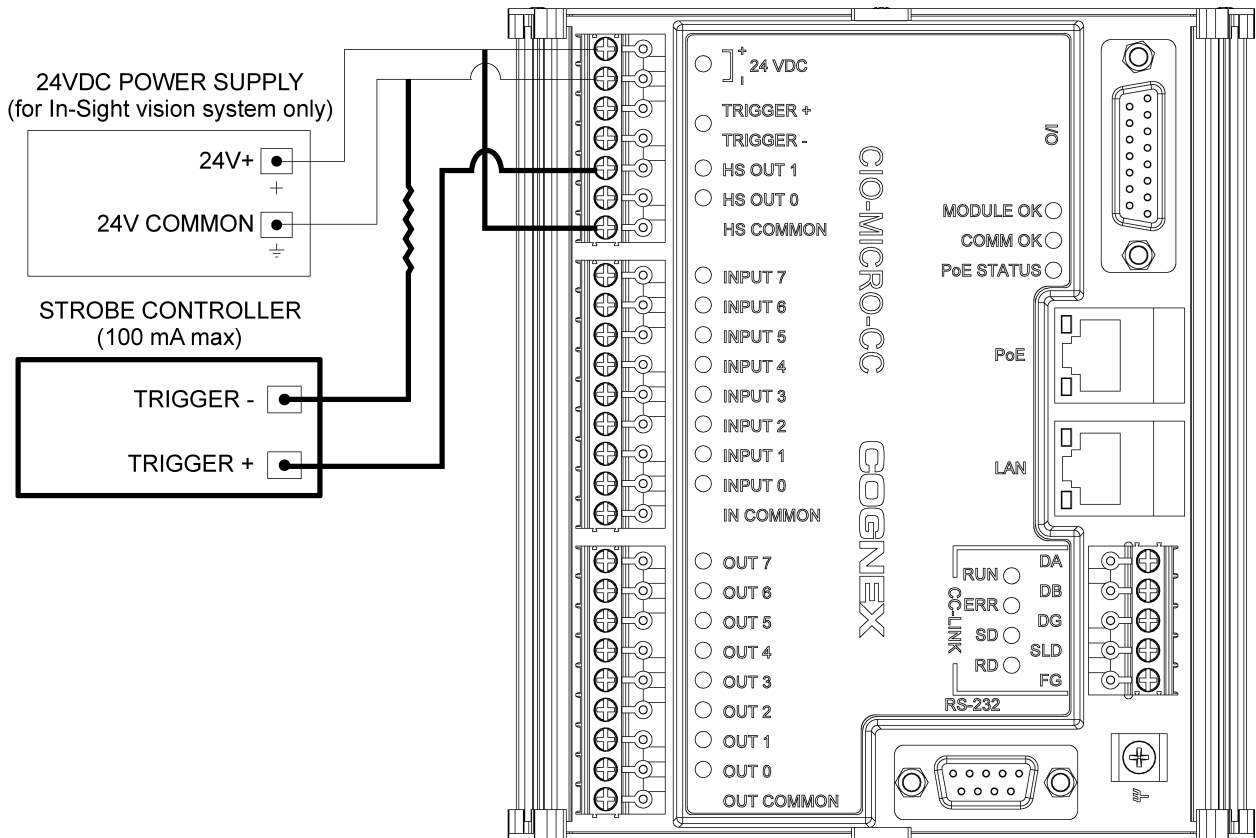 24VDC POWER SUPPLY
(for In-Sight vision system only)
24V+
+
24V COMMON
STROBE CONTROLLER
(100 mA max)
TRIGGER -
TRIGGER +
+
-
24 VDC
TRIGGER +
TRIGGER -
HS OUT 1
HS OUT 0
HS COMMON
INPUT 7
INPUT 6
INPUT 5
INPUT 4
INPUT 3
INPUT 2
INPUT 1
INPUT 0
IN COMMON
OUT 7
OUT 6
OUT 5
OUT 4
OUT 3
OUT 2
OUT 1
OUT 0
OUT COMMON
CIO-MICRO-CC
COGNEX
I/O
MODULE OK
COMM OK
PoE STATUS
PoE
LAN
CC-LINK
RUN
ERR
SD
RD
DA
DB
DG
SLD
FG
RS-232